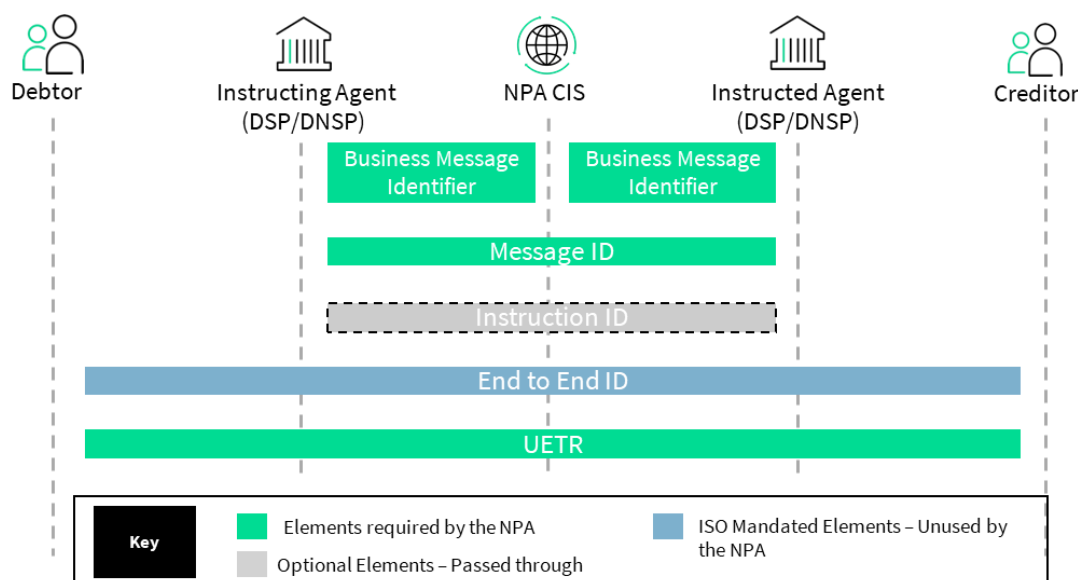 Debtor
Instructing Agent
(DSP/DNSP)
NPA CIS
Instructed Agent
(DSP/DNSP)
Creditor
Business Message
Identifier
Business Message
Identifier
Message ID
Instruction ID
End to End ID
UETR
Key
Elements required by the NPA
Optional Elements – Passed through
ISO Mandated Elements – Unused by
the NPA